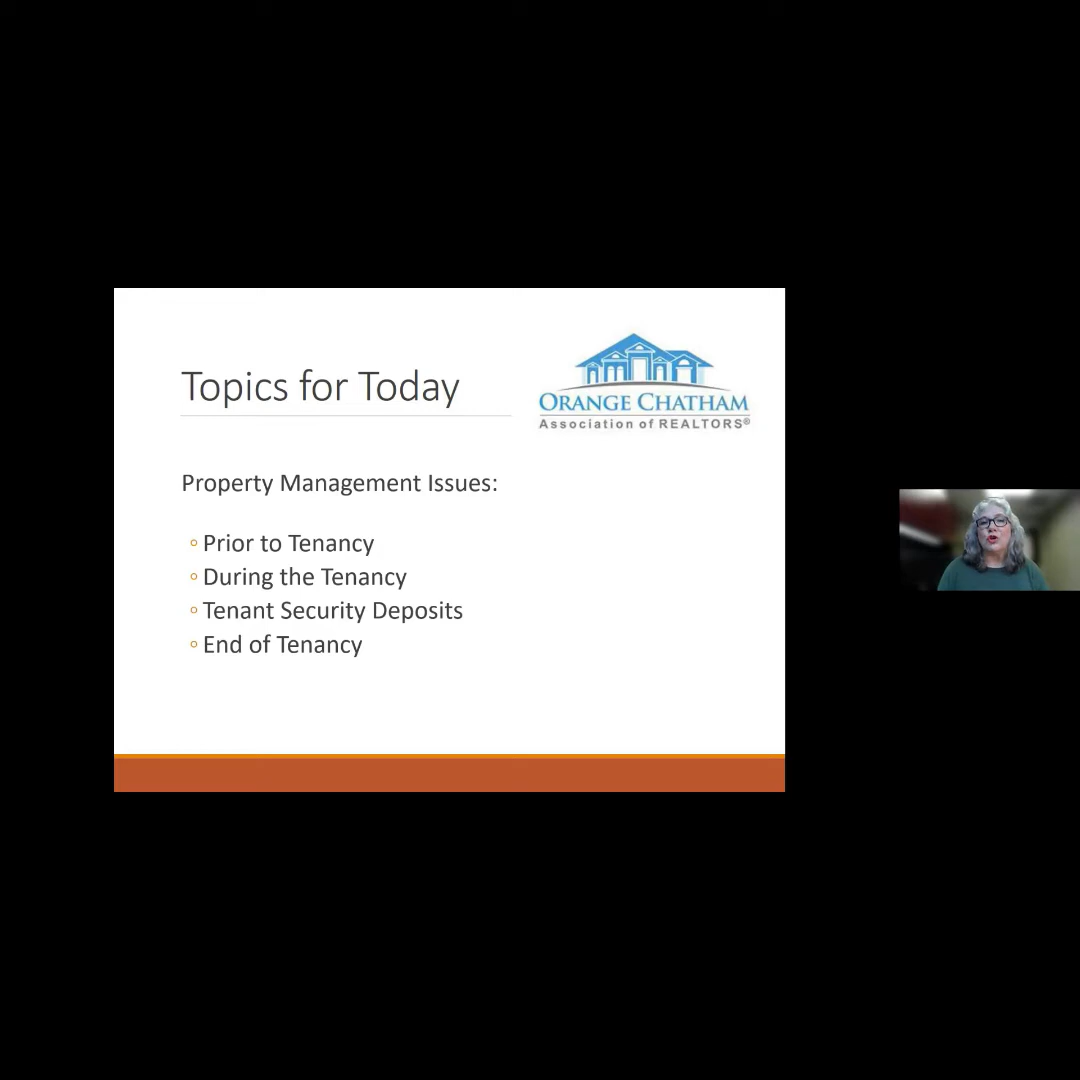 Topics for Today
ORANGE CHATHAM
Association of REALTORS®
Property Management Issues:
◦ Prior to Tenancy
◦ During the Tenancy
◦ Tenant Security Deposits
◦ End of Tenancy